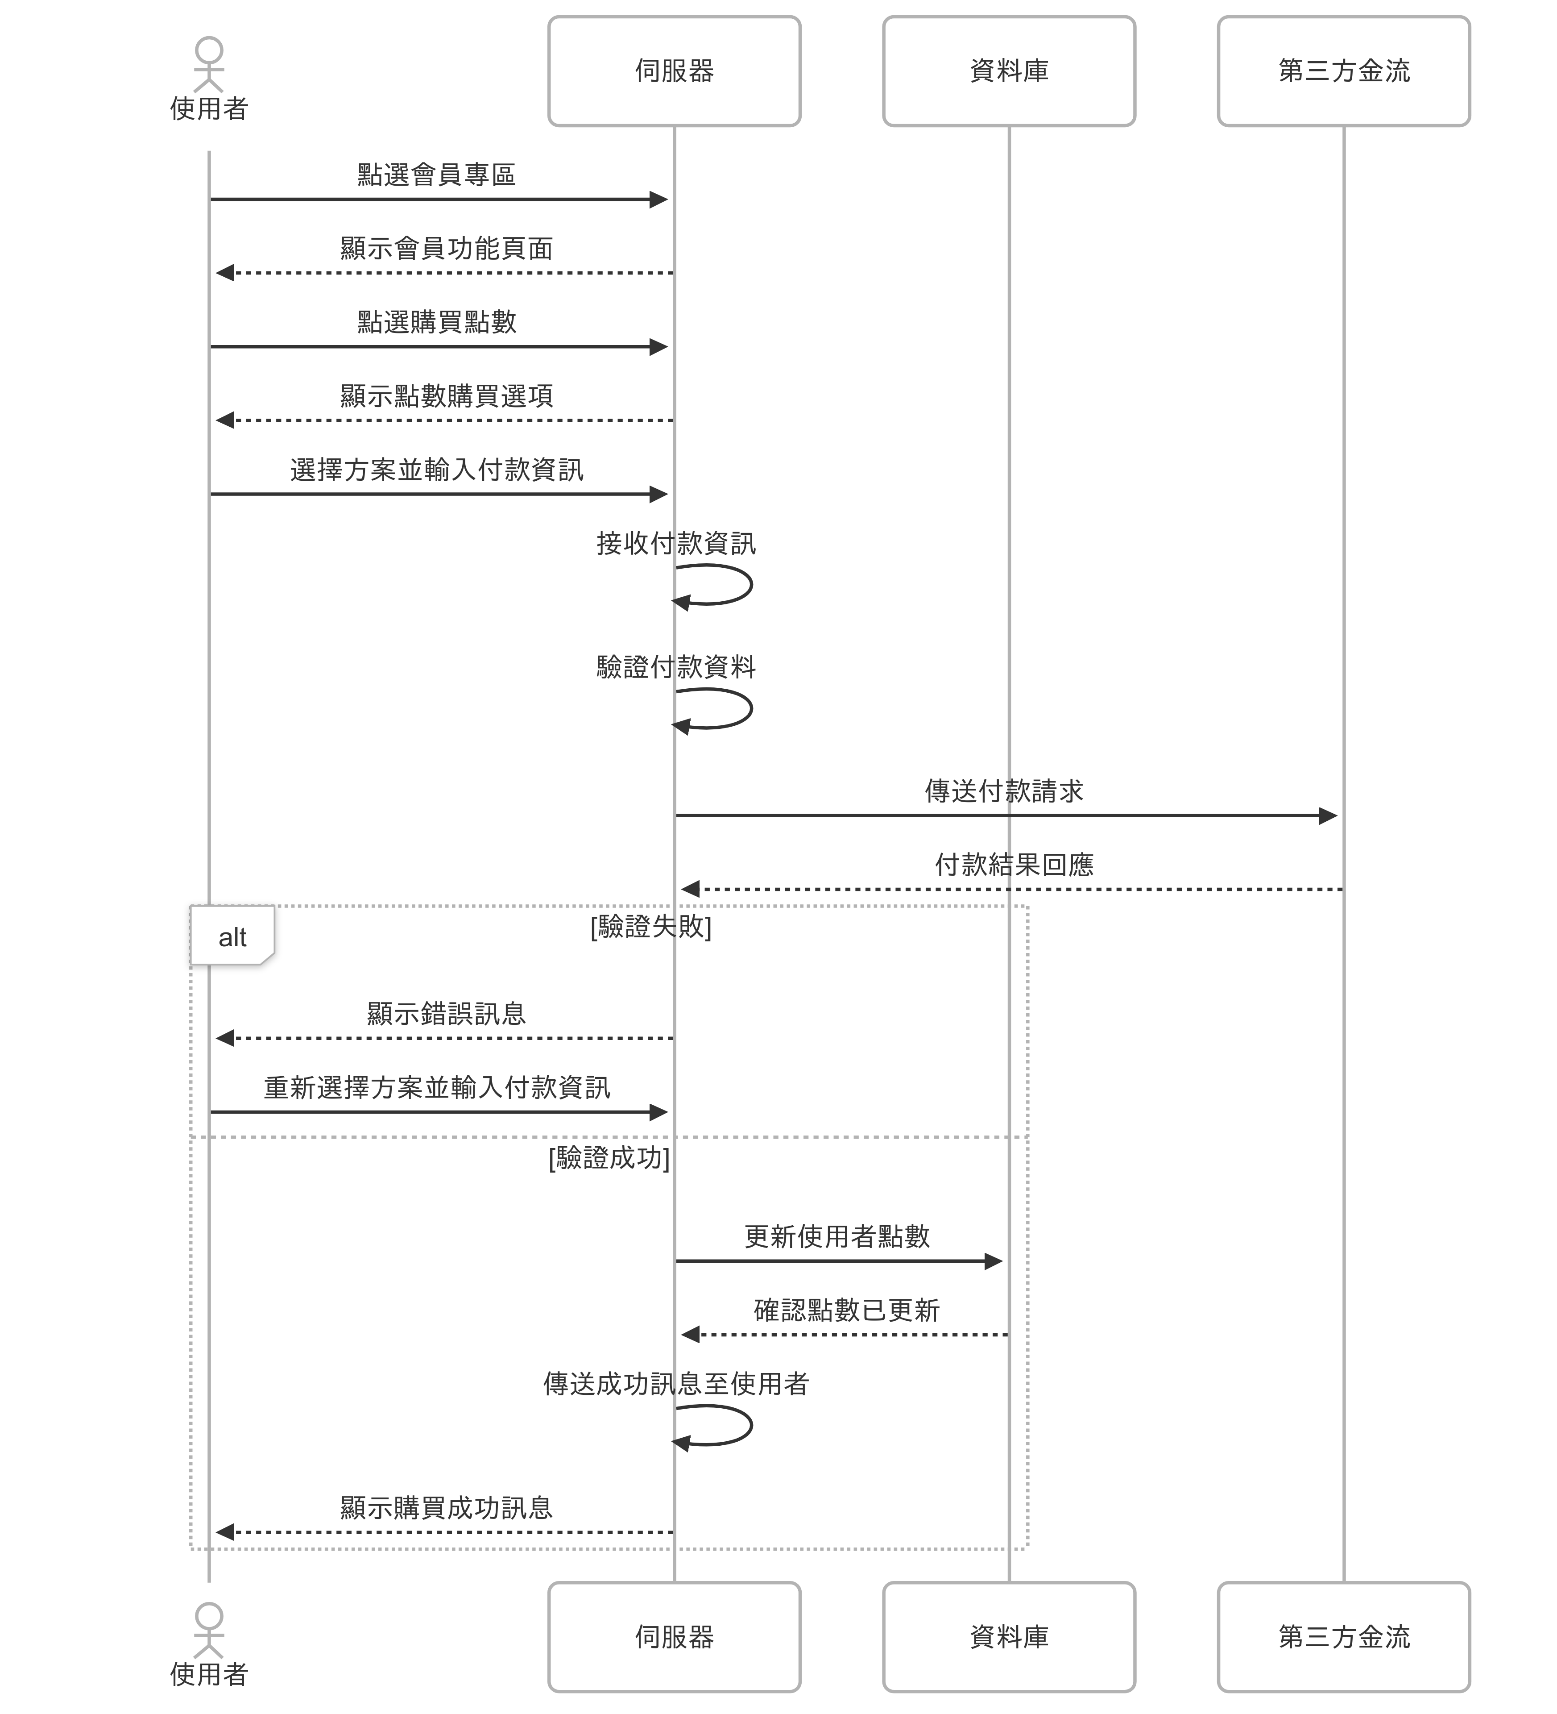 使用者
伺服器
資料庫
第三方金流
點選會員專區
顯示會員功能頁面
點選購買點數
顯示點數購買選項
選擇方案並輸入付款資訊
接收付款資訊
驗證付款資料
傳送付款請求
付款結果回應
alt
[驗證失敗]
顯示錯誤訊息
重新選擇方案並輸入付款資訊
[驗證成功]
更新使用者點數
確認點數已更新
傳送成功訊息至使用者
顯示購買成功訊息
使用者
伺服器
資料庫
第三方金流